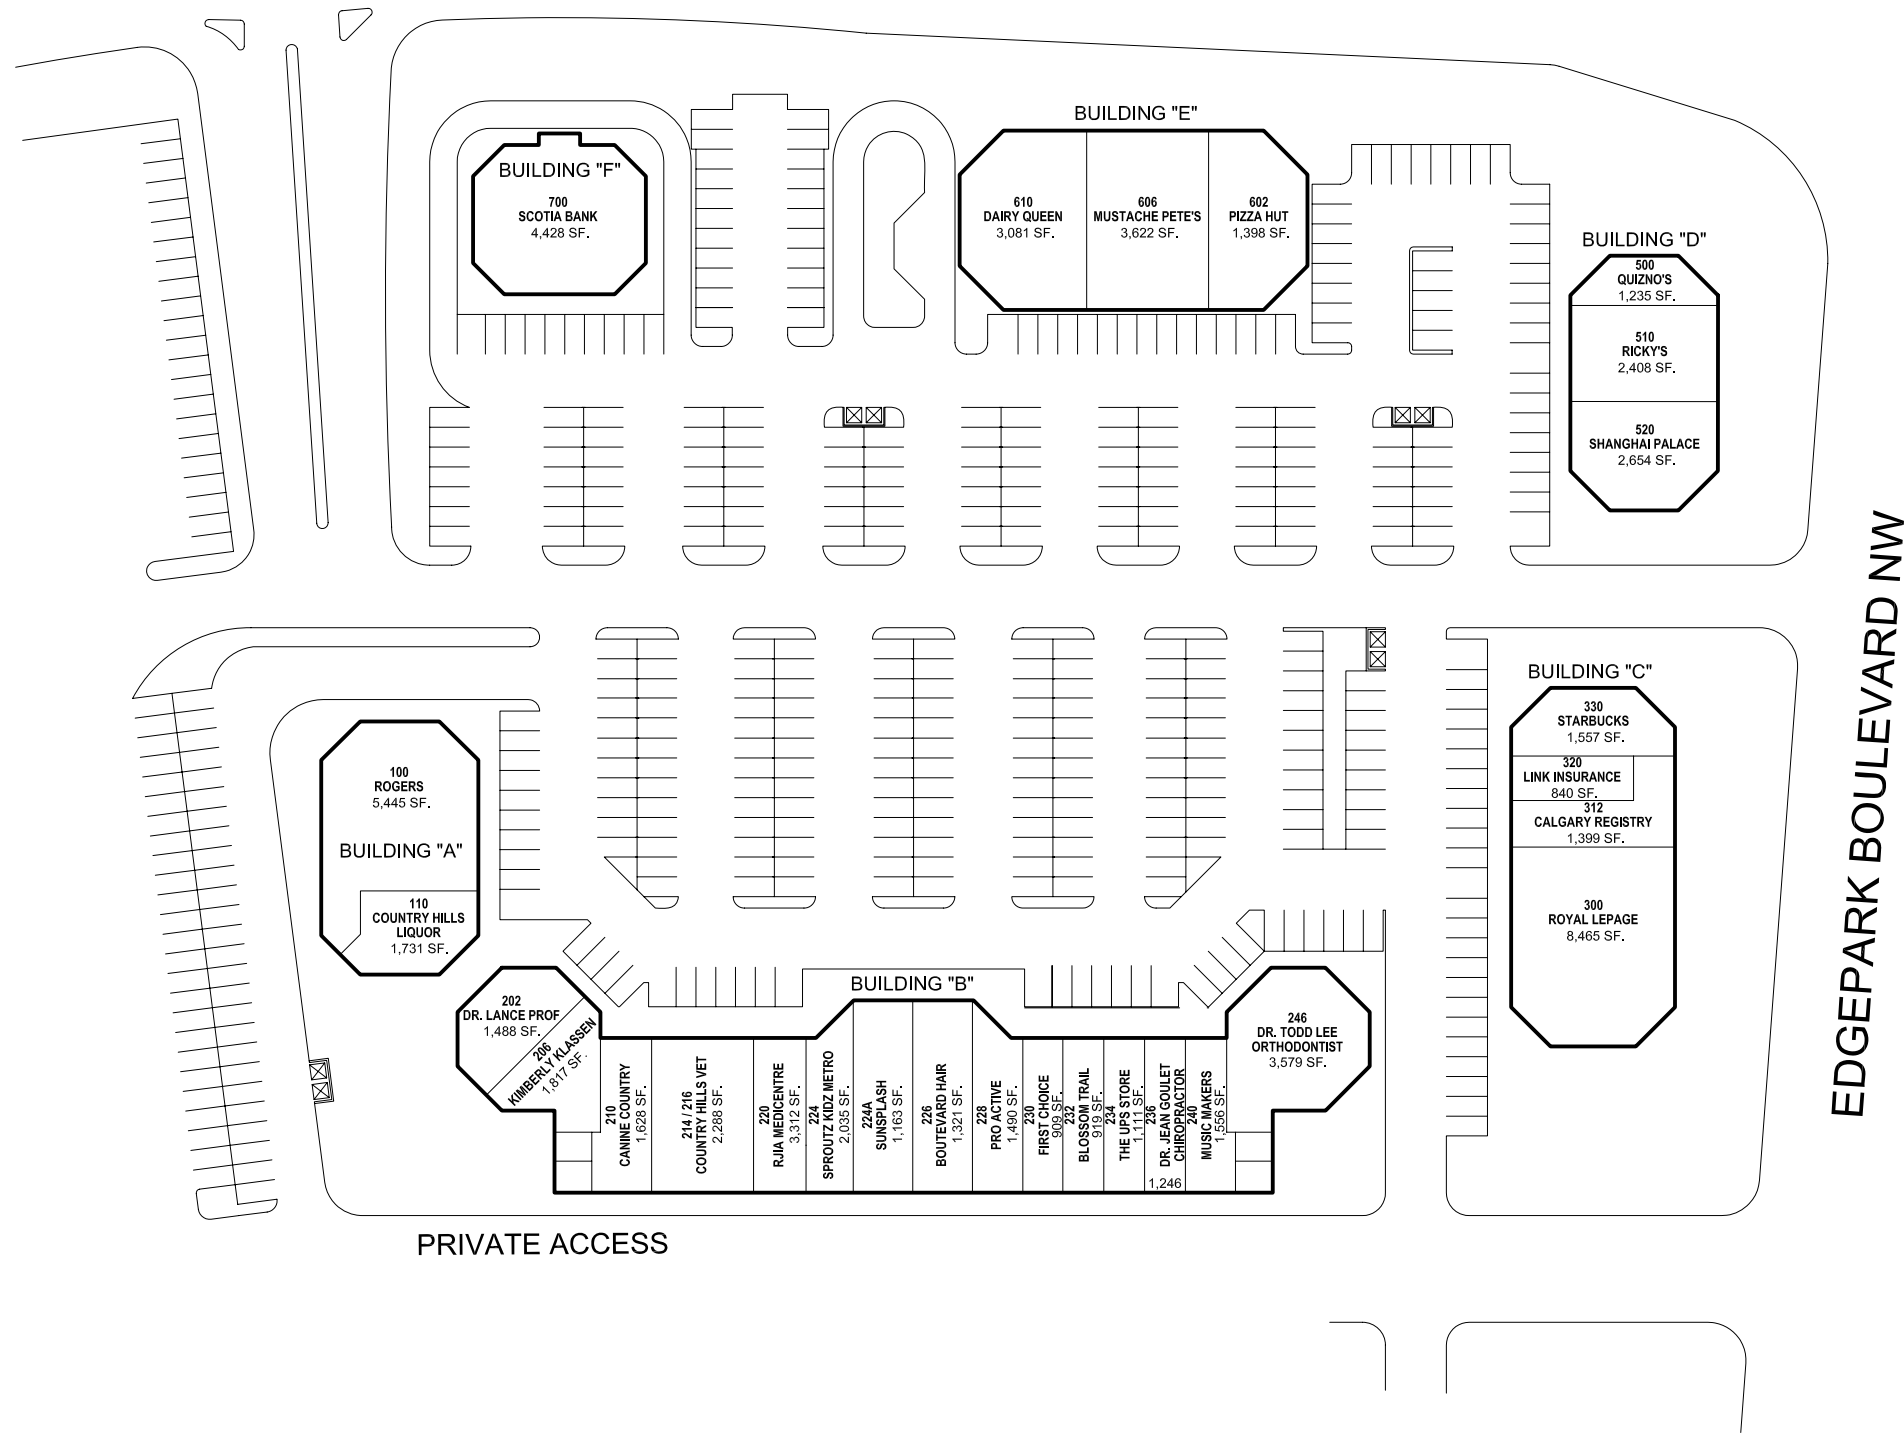 BUILDING "E"
BUILDING "F"
700
SCOTIA BANK
4,428 SF.
610
DAIRY QUEEN
3,081 SF.
606
MUSTACHE PETE'S
3,622 SF.
602
PIZZA HUT
1,398 SF.
BUILDING "D"
500
QUIZNO'S
1,235 SF.
510
RICKY'S
2,408 SF.
520
SHANGHAI PALACE
2,654 SF.
EDGEPARK BOULEVARD NW
BUILDING "C"
330
STARBUCKS
1,557 SF.
320
LINK INSURANCE
840 SF.
312
CALGARY REGISTRY
1,399 SF.
300
ROYAL LEPAGE
8,465 SF.
100
ROGERS
5,445 SF.
BUILDING "A"
110
COUNTRY HILLS
LIQUOR
1,731 SF.
BUILDING "B"
202
DR. LANCE PROF
1,488 SF.
206
KIMBERLY KLASSEN
1,817 SF.
210
CANINE COUNTRY
1,628 SF.
214 / 216
COUNTRY HILLS VET
2,288 SF.
220
RJIA MEDICENTRE
3,312 SF.
224
SPROUTZ KIDZ METRO
2,035 SF.
224A
SUNSPLASH
1,163 SF.
226
BOUTEVARD HAIR
1,321 SF.
228
PRO ACTIVE
1,490 SF.
230
FIRST CHOICE
909 SF.
232
BLOSSOM TRAIL
919 SF.
234
THE UPS STORE
1,111 SF.
236
DR. JEAN GOULET
CHIROPRACTOR
1,246
240
MUSIC MAKERS
1,556 SF.
246
DR. TODD LEE
ORTHODONTIST
3,579 SF.
PRIVATE ACCESS